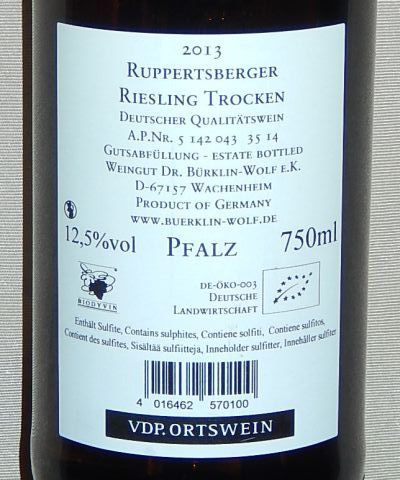 2013
RUPPERTSBERGER
RIESLING TROCKEN
DEUTSCHER QUALITÄTSWEIN
A.P.NR. 5 142 043 35 14
GUTSABFÜLLUNG - ESTATE BOTTLED
WEINGUT DR. BÜRKLIN-WOLF E.K.
D-67157 WACHENHEIM
PRODUCT OF GERMANY
WWW.BUERKLIN-WOLF.DE
12,5%vol PFALZ 750ml
BIODYVIN
DE-ÖKO-003
DEUTSCHE
LANDWIRTSCHAFT
Enthält Sulfite, Contains sulphites, Contiene solfiti, Contiene sulfitos,
Contient des sulfites, Sisältää sulfiitteja, Inneholder sulfitter, Innehåller sulfiter
4 016462 570100
VDP. ORTSWEIN